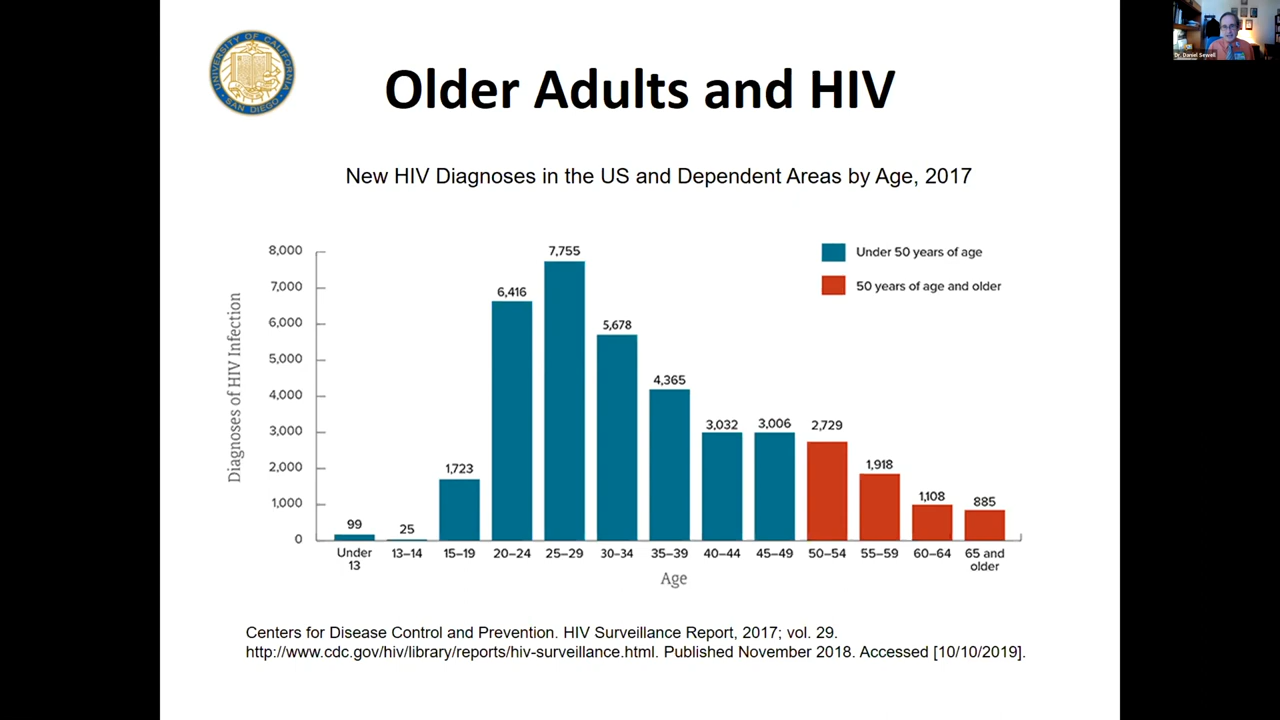 UNIVERSITY OF CALIFORNIA
SAN DIEGO
Dr. Daniel Sewell
Older Adults and HIV
New HIV Diagnoses in the US and Dependent Areas by Age, 2017
Under 50 years of age
50 years of age and older
Diagnoses of HIV Infection
8,000
7,000
6,000
5,000
4,000
3,000
2,000
1,000
0
99
25
1,723
6,416
7,755
5,678
4,365
3,032
3,006
2,729
1,918
1,108
885
Under
13
13–14
15–19
20–24
25–29
30–34
35–39
40–44
45–49
50–54
55–59
60–64
65 and
older
Age
Centers for Disease Control and Prevention. HIV Surveillance Report, 2017; vol. 29.
http://www.cdc.gov/hiv/library/reports/hiv-surveillance.html. Published November 2018. Accessed [10/10/2019].